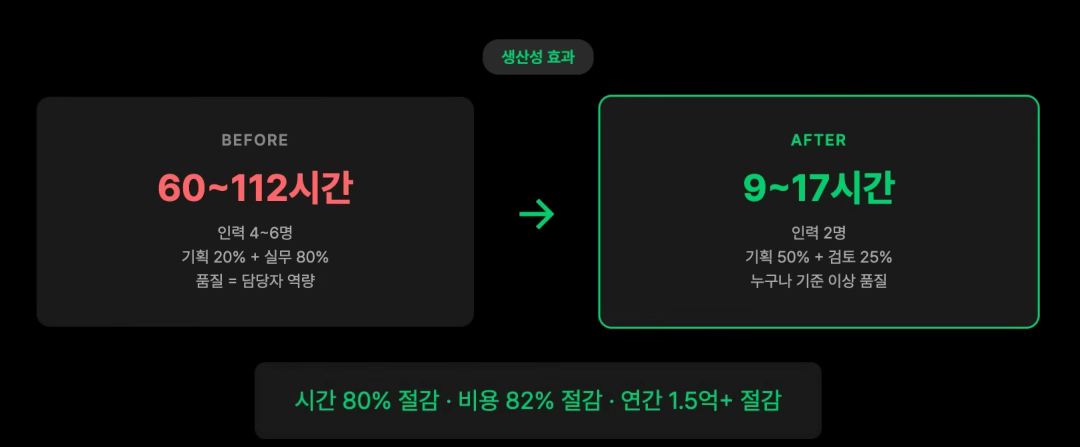 생산성 효과
BEFORE
60~112시간
인력 4~6명
기획 20% + 실무 80%
품질 = 담당자 역량
→
AFTER
9~17시간
인력 2명
기획 50% + 검토 25%
누구나 기준 이상 품질
시간 80% 절감 · 비용 82% 절감 · 연간 1.5억+ 절감